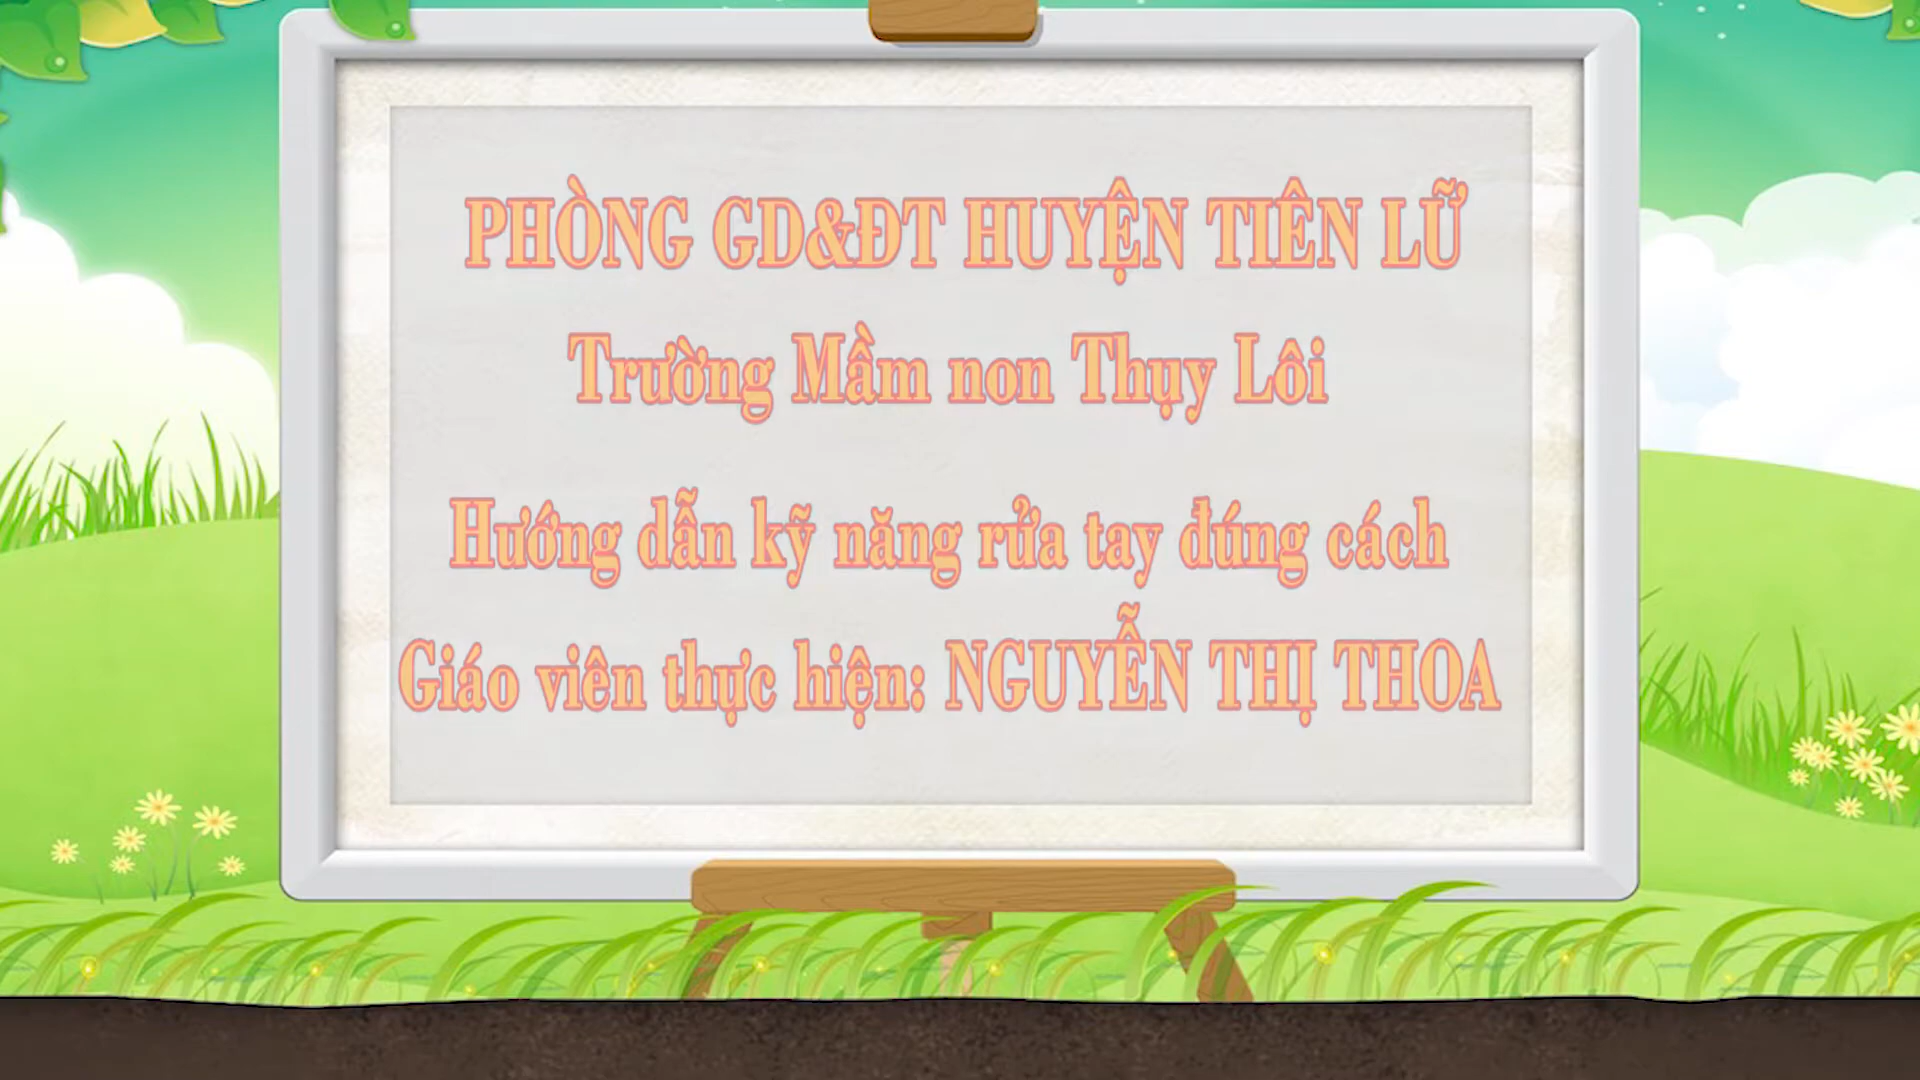 PHÒNG GD&ĐT HUYỆN TIÊN LỮ
Trường Mầm non Thụy Lôi
Hướng dẫn kỹ năng rửa tay đúng cách
Giáo viên thực hiện: NGUYỄN THỊ THOA